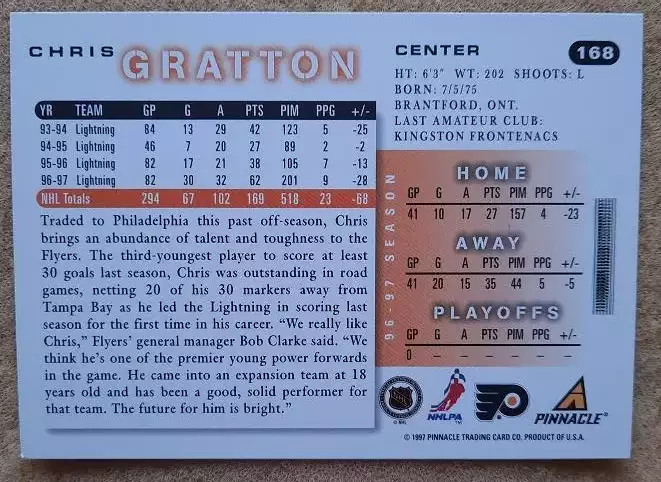 CHRIS GRATTON
CENTER
168
HT: 6'3" WT: 202 SHOOTS: L
BORN: 7/5/75
BRANTFORD, ONT.
LAST AMATEUR CLUB:
KINGSTON FRONTENACS
YR TEAM GP G A PTS PIM PPG +/-
93-94 Lightning 84 13 29 42 123 5 -25
94-95 Lightning 46 7 20 27 89 2 -2
95-96 Lightning 82 17 21 38 105 7 -13
96-97 Lightning 82 30 32 62 201 9 -28
NHL Totals 294 67 102 169 518 23 -68
Traded to Philadelphia this past off-season, Chris
brings an abundance of talent and toughness to the
Flyers. The third-youngest player to score at least
30 goals last season, Chris was outstanding in road
games, netting 20 of his 30 markers away from
Tampa Bay as he led the Lightning in scoring last
season for the first time in his career. “We really like
Chris,” Flyers’ general manager Bob Clarke said. “We
think he’s one of the premier young power forwards
in the game. He came into an expansion team at 18
years old and has been a good, solid performer for
that team. The future for him is bright.”
96-97 SEASON
HOME
GP G A PTS PIM PPG +/-
41 10 17 27 157 4 -23
AWAY
GP G A PTS PIM PPG +/-
41 20 15 35 44 5 -5
PLAYOFFS
GP G A PTS PIM PPG +/-
0 – – – – – –
NHL
© NHL
NHLPA
TM
PINNACLE
© 1997 PINNACLE TRADING CARD CO. PRODUCT OF U.S.A.